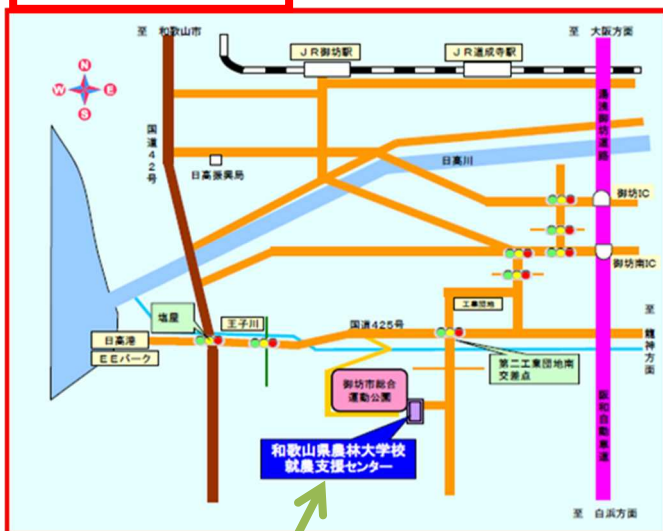 至 和歌山市
JR御坊駅
JR道成寺駅
至 大阪方面
N
W
E
S
国道42号
湯浅御坊道路
日高川
日高振興局
御坊IC
御坊南IC
工業団地
塩屋
王子川
国道425号
至 龍神方面
日高港
EEパーク
第二工業団地南
交差点
御坊市総合
運動公園
阪和自動車道
和歌山県農林大学校
就農支援センター
至 白浜方面